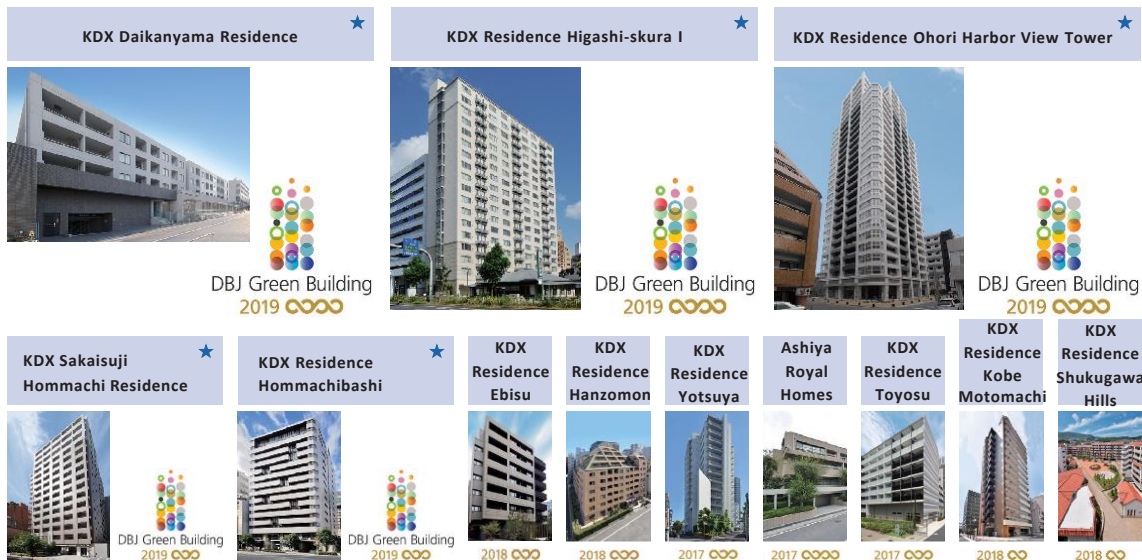 KDX Daikanyama Residence
KDX Residence Higashi-skura I
KDX Residence Ohori Harbor View Tower
DBJ Green Building
2019
DBJ Green Building
2019
DBJ Green Building
2019
KDX Sakaisuji
Hommachi Residence
KDX Residence
Hommachibashi
KDX
Residence
Ebisu
KDX
Residence
Hanzomon
KDX
Residence
Yotsuya
Ashiya
Royal
Homes
KDX
Residence
Toyosu
KDX
Residence
Kobe
Motomachi
KDX
Residence
Shukugawa
Hills
DBJ Green Building
2019
DBJ Green Building
2019
2018
2018
2017
2017
2017
2018
2018